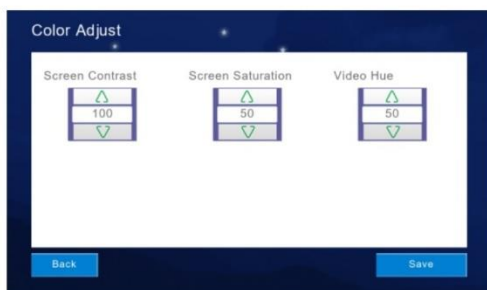 Color Adjust
Screen Contrast Screen Saturation Video Hue
100 50 50
Back Save